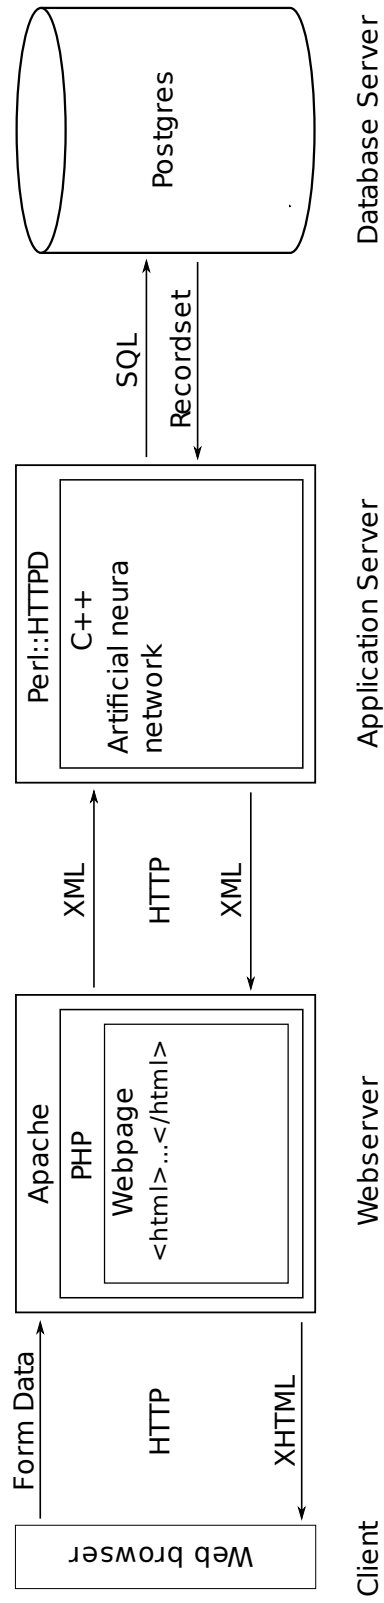 Web browser
Client
Form Data
HTTP
XHTML
Apache
PHP
Webpage
<html>...</html>
Webserver
XML
HTTP
XML
Perl::HTTPD
C++
Artificial neura
network
Application Server
SQL
Recordset
Postgres
Database Server